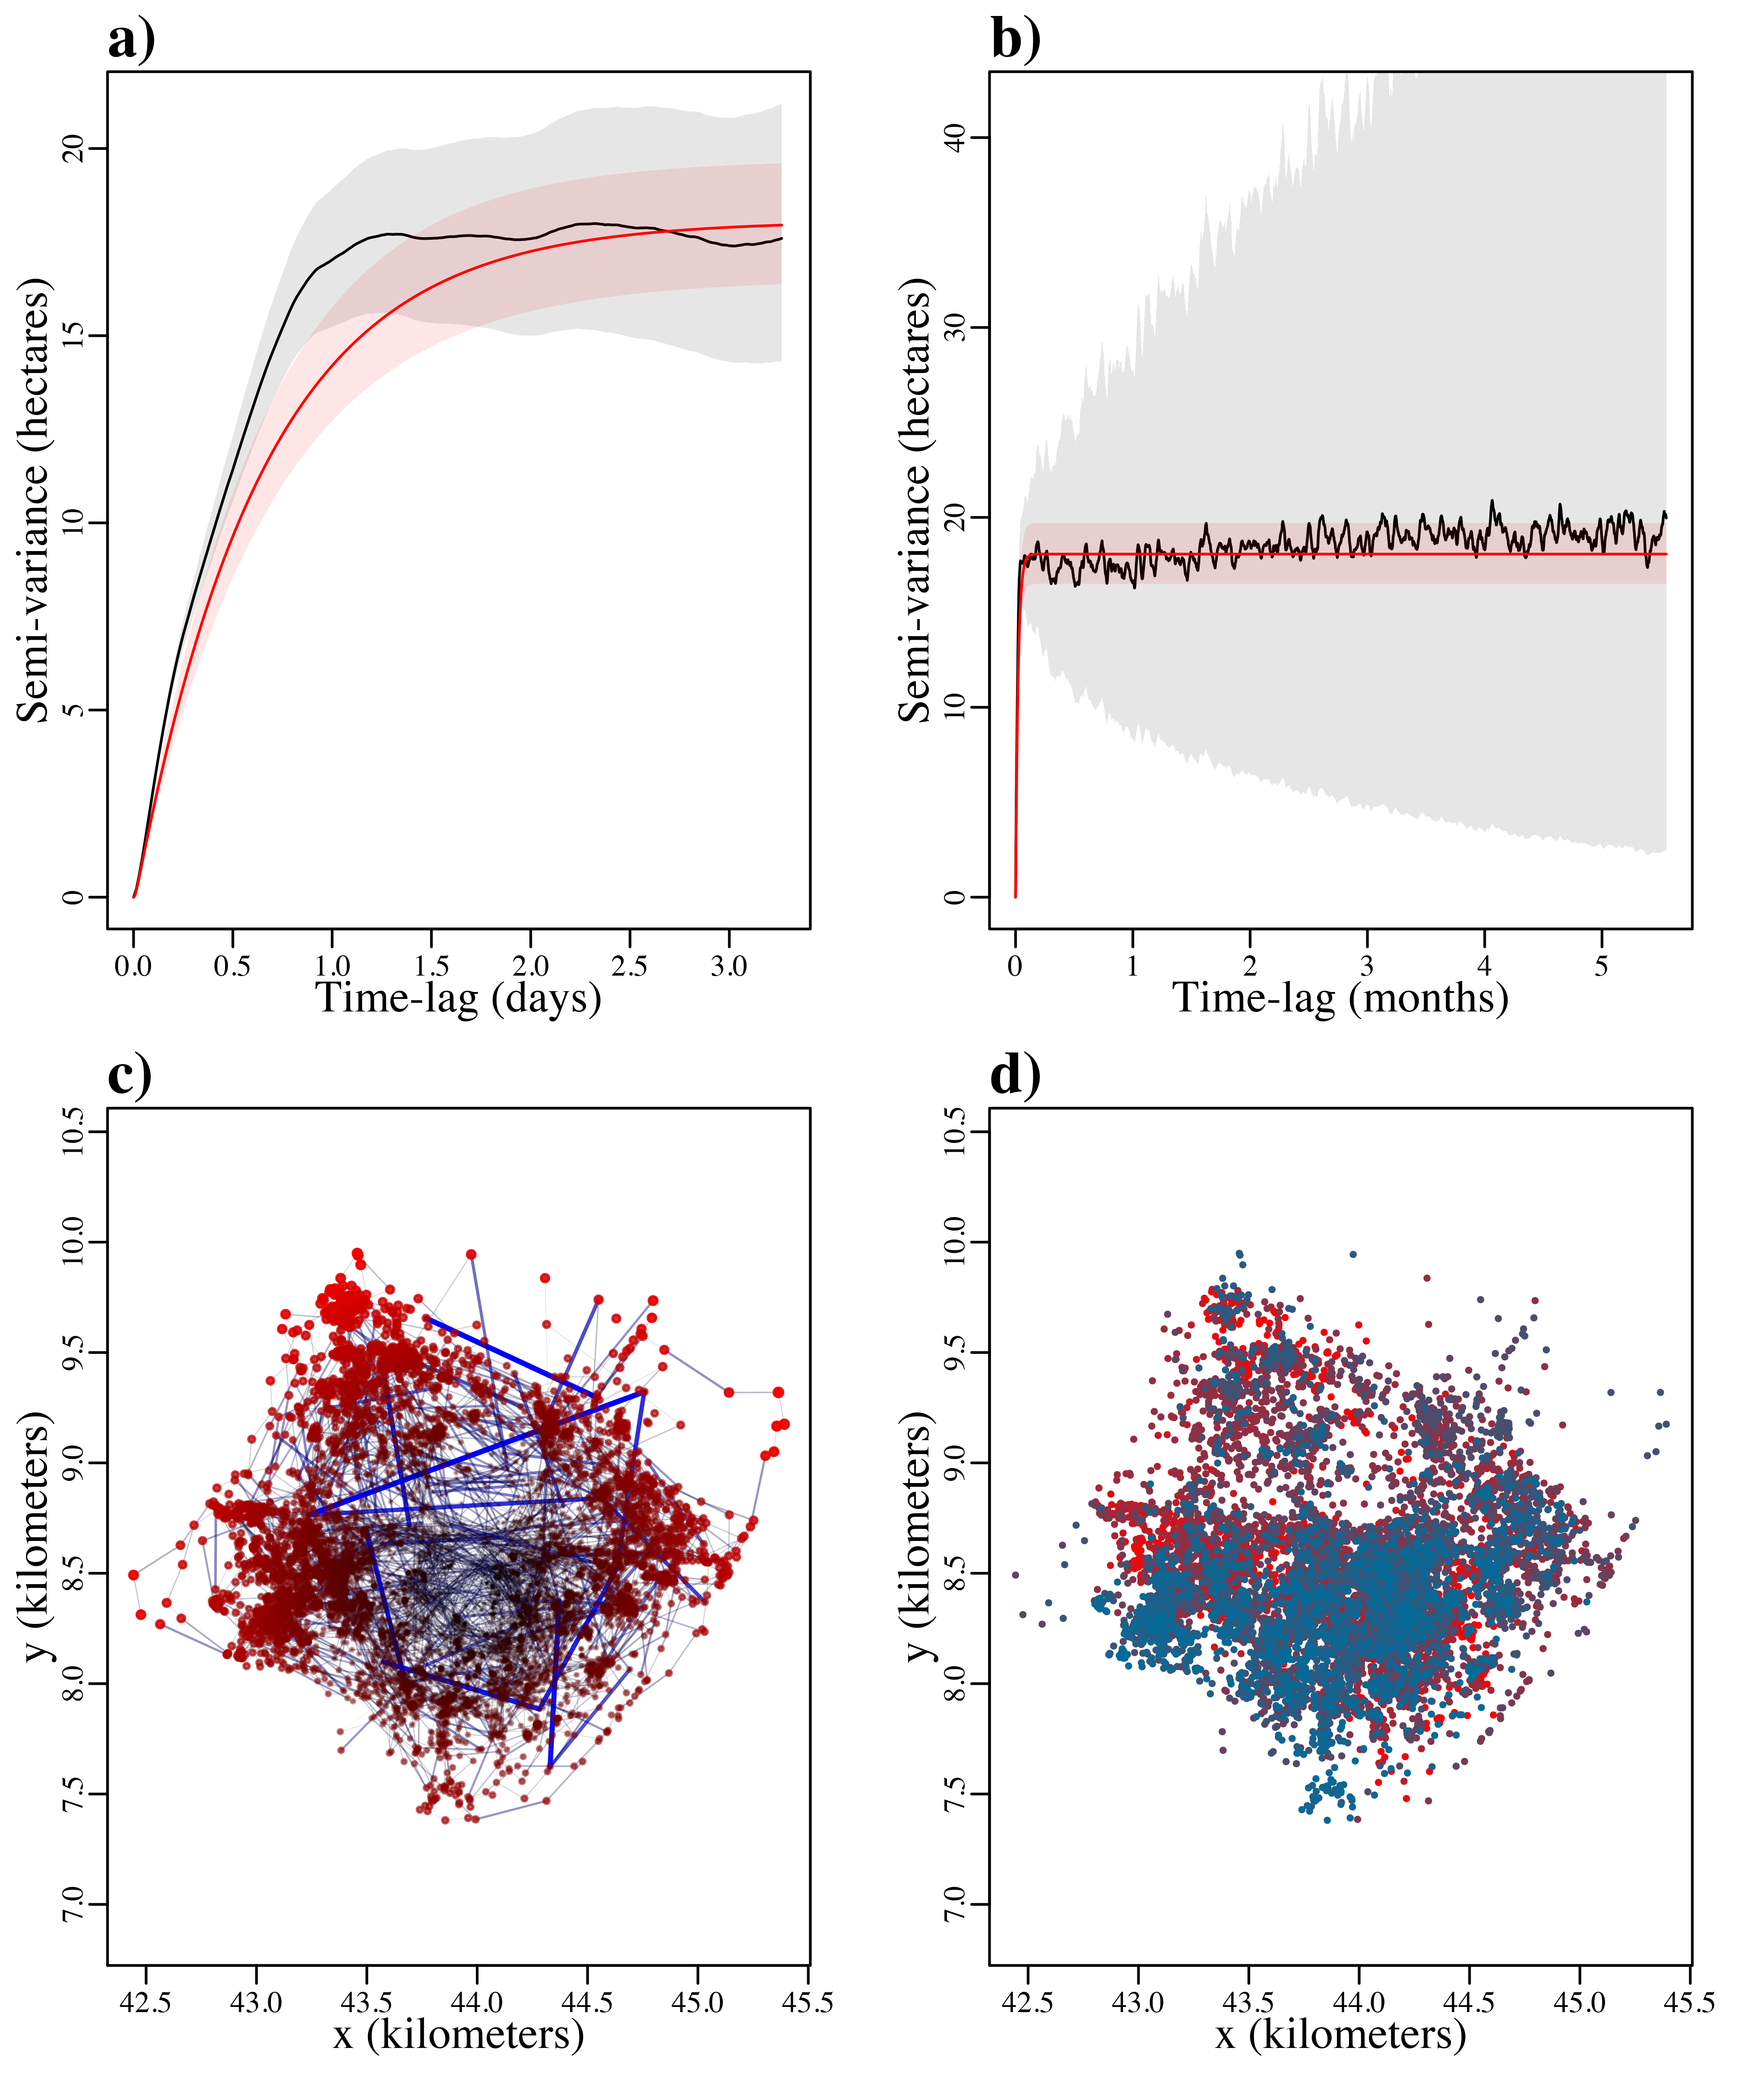 a)
Semi-variance (hectares)
20
15
10
5
0
0.0 0.5 1.0 1.5 2.0 2.5 3.0
Time-lag (days)
b)
Semi-variance (hectares)
40
30
20
10
0
0 1 2 3 4 5
Time-lag (months)
c)
y (kilometers)
10.5
10.0
9.5
9.0
8.5
8.0
7.5
7.0
42.5 43.0 43.5 44.0 44.5 45.0 45.5
x (kilometers)
d)
y (kilometers)
10.5
10.0
9.5
9.0
8.5
8.0
7.5
7.0
42.5 43.0 43.5 44.0 44.5 45.0 45.5
x (kilometers)